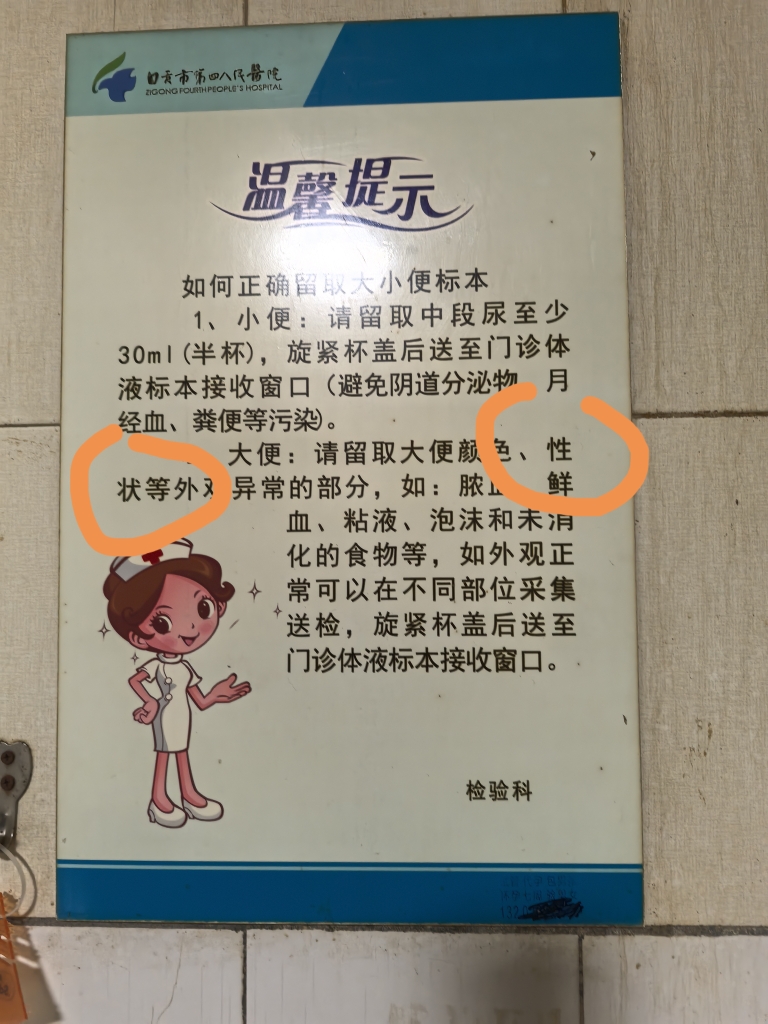 自贡市第四人民醫院
ZIGONG FOURTH PEOPLE'S HOSPITAL
温馨提示
如何正确留取大小便标本
1、小便：请留取中段尿至少
30ml(半杯)，旋紧杯盖后送至门诊体
液标本接收窗口（避免阴道分泌物 月
经血、粪便等污染）。
大便：请留取大便颜色、性
状等外观异常的部分，如：脓 鲜
血、粘液、泡沫和未消
化的食物等，如外观正
常可以在不同部位采集
送检，旋紧杯盖后送至
门诊体液标本接收窗口。
检验科